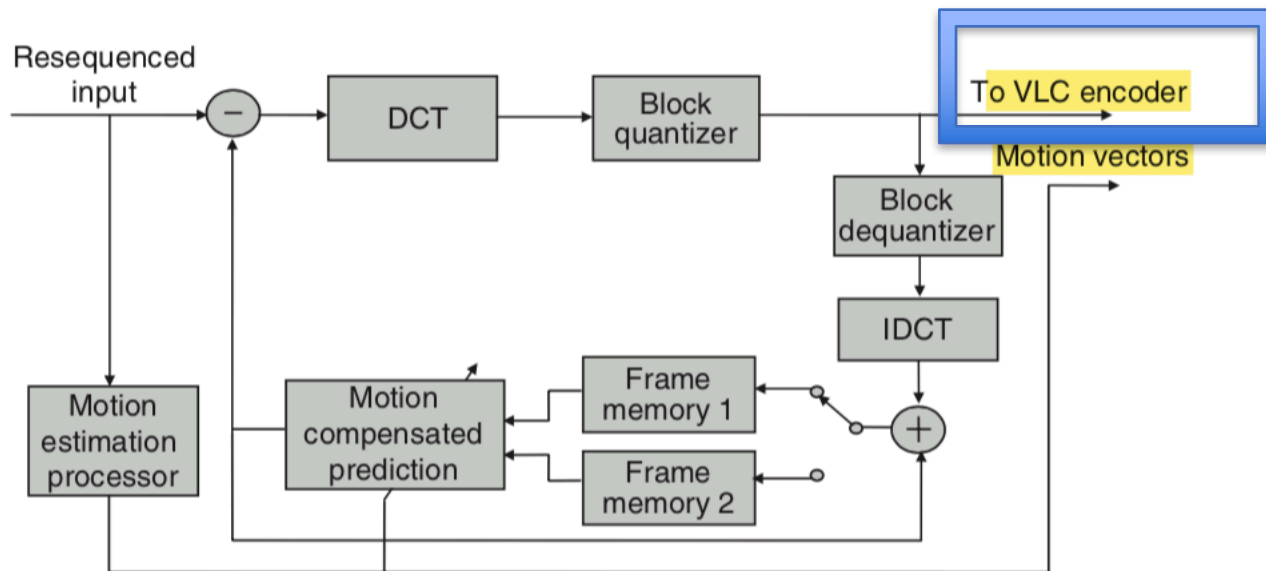 Resequenced
input
−
DCT
Block
quantizer
To VLC encoder
Motion vectors
Block
dequantizer
IDCT
+
Frame
memory 1
Frame
memory 2
Motion
compensated
prediction
Motion
estimation
processor